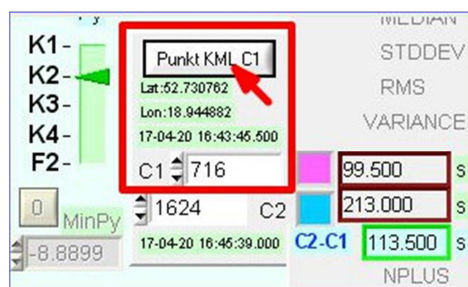 MEDIAN
K1- Punkt KML C1 STDDEV
K2- Lat:52.730762 RMS
K3- Lon:18.944882 VARIANCE
K4- 17-04-20 16:43:45.500
F2- C1 716 99.500 s
0 MinPy 1624 C2 213.000 s
-8.8899 17-04-20 16:45:39.000 C2-C1 113.500 s
NPLUS